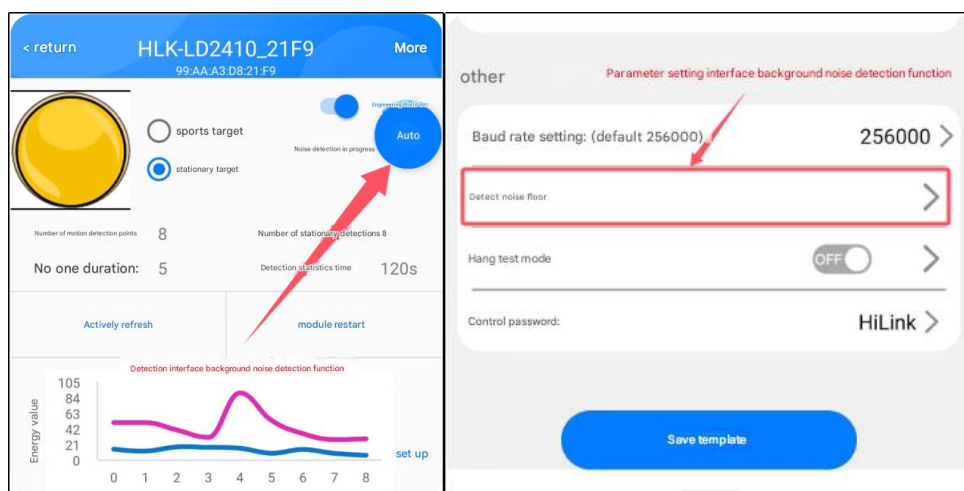 < return
HLK-LD2410_21F9
More
99:AA:A3:D8:21:F9
sports target
stationary target
Auto
Noise detection in progress
Number of motion detection points 8
Number of stationary detections 8
No one duration: 5
Detection statistics time 120s
Actively refresh
module restart
Detection interface background noise detection function
Energy value
105
84
63
42
21
0
0 1 2 3 4 5 6 7 8
set up
other
Parameter setting interface background noise detection function
Baud rate setting: (default 256000) 256000 >
Detect noise floor >
Hang test mode OFF >
Control password: HiLink >
Save template